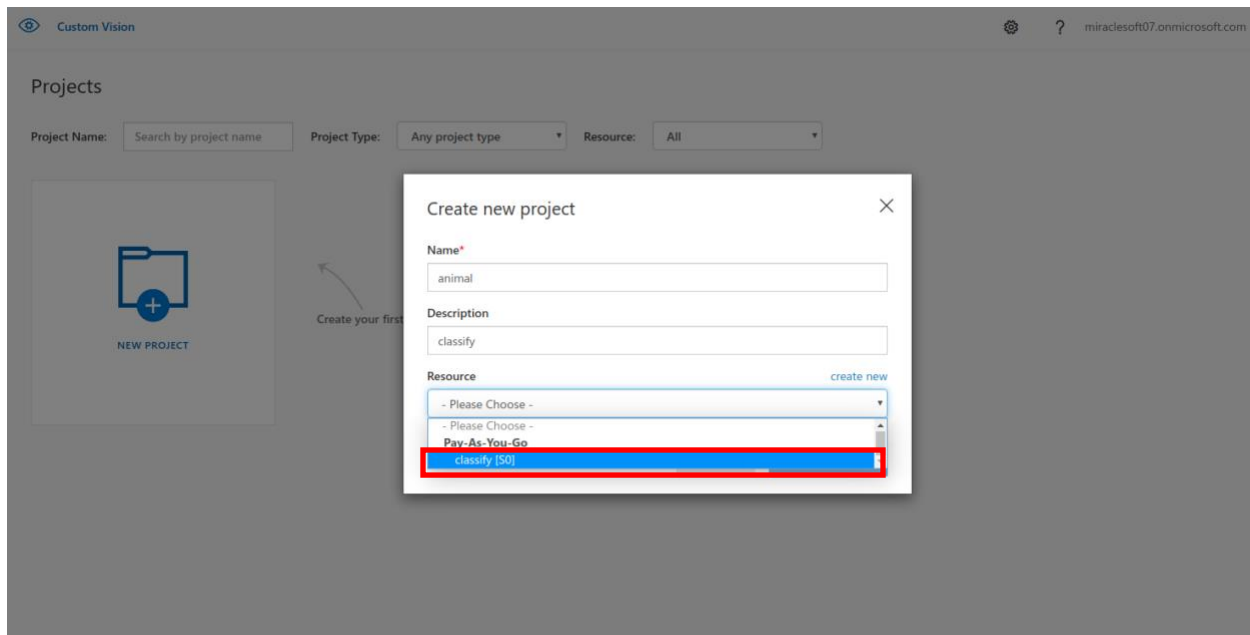 Custom Vision
? miraclesoft07.onmicrosoft.com
Projects
Project Name: Search by project name Project Type: Any project type Resource: All
Create new project
Name*
animal
Description
Create your first
classify
NEW PROJECT
Resource create new
- Please Choose -
- Please Choose -
Pay-As-You-Go
classify [S0]